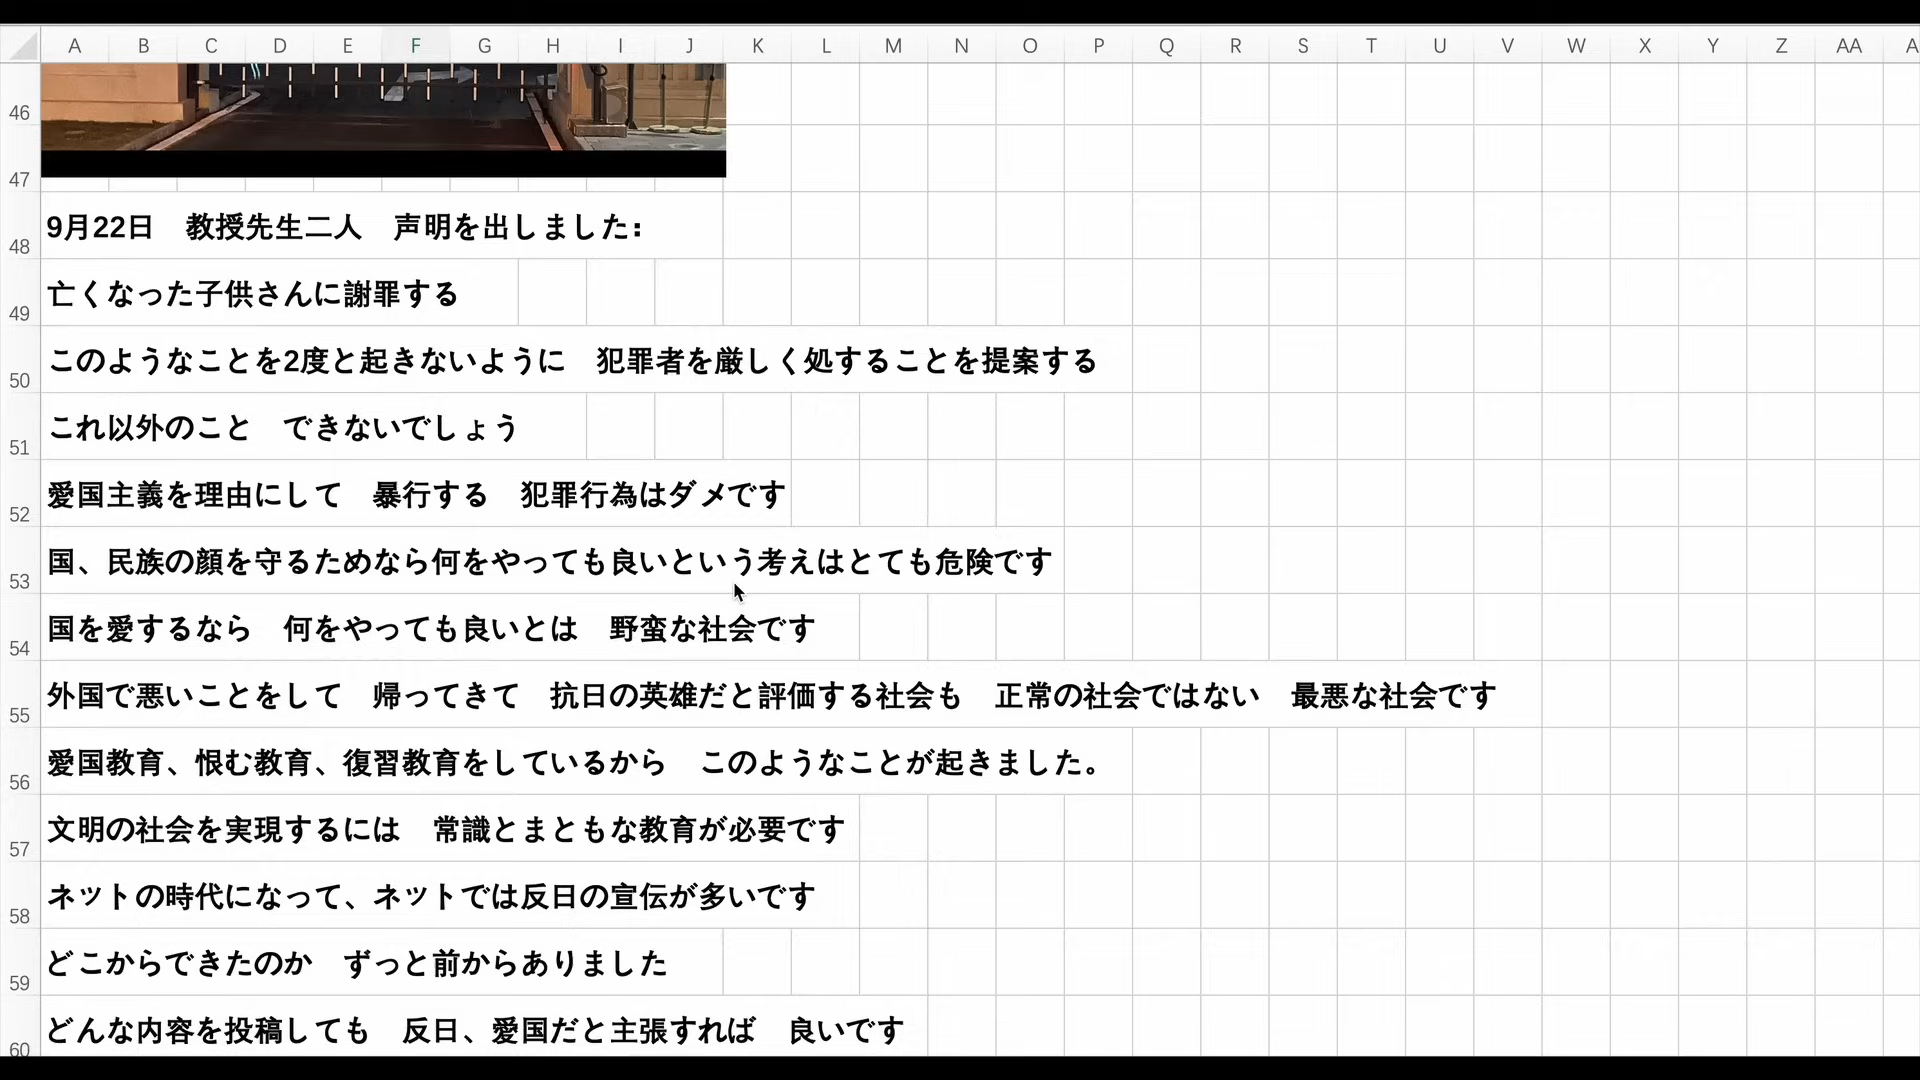 A B C D E F G H I J K L M N O P Q R S T U V W X Y Z AA
46
47
48 9月22日　教授先生二人　声明を出しました：
49 亡くなった子供さんに謝罪する
50 このようなことを2度と起きないように　犯罪者を厳しく処することを提案する
51 これ以外のこと　できないでしょう
52 愛国主義を理由にして　暴行する　犯罪行為はダメです
53 国、民族の顔を守るためなら何をやっても良いという考えはとても危険です
54 国を愛するなら　何をやっても良いとは　野蛮な社会です
55 外国で悪いことをして　帰ってきて　抗日の英雄だと評価する社会も　正常の社会ではない　最悪な社会です
56 愛国教育、恨む教育、復習教育をしているから　このようなことが起きました。
57 文明の社会を実現するには　常識とまともな教育が必要です
58 ネットの時代になって、ネットでは反日の宣伝が多いです
59 どこからできたのか　ずっと前からありました
60 どんな内容を投稿しても　反日、愛国だと主張すれば　良いです